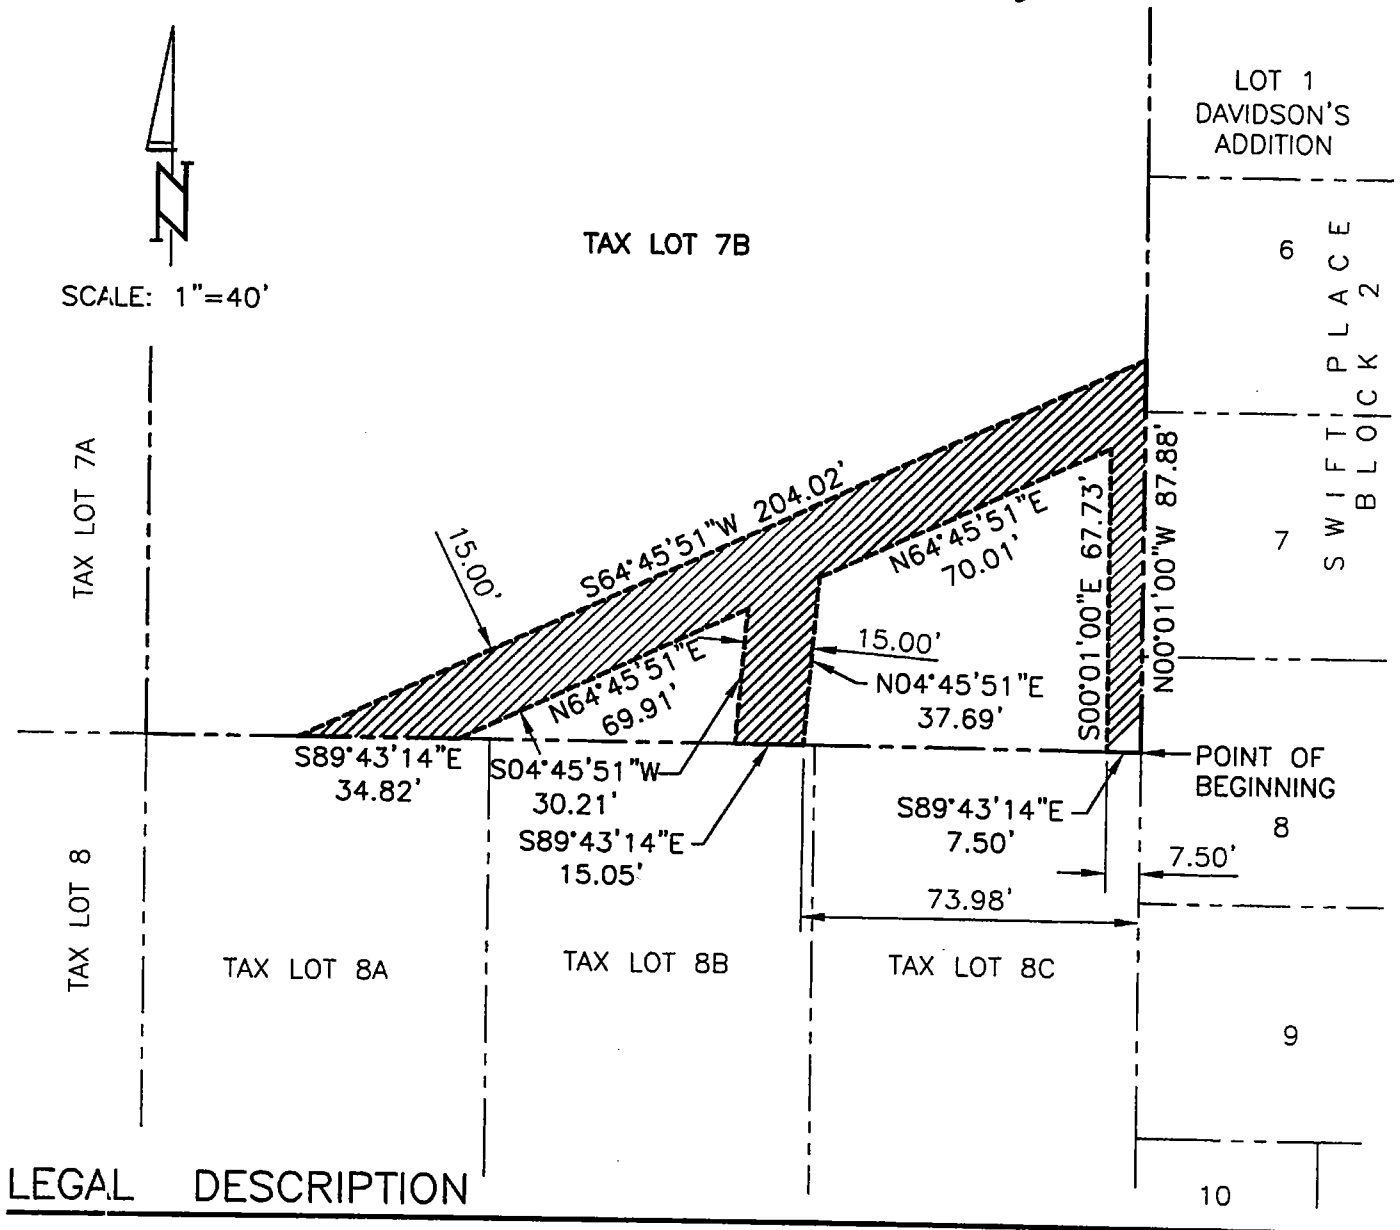 LOT 1
DAVIDSON'S
ADDITION
N
SCALE: 1"=40'
TAX LOT 7B
6
SWIFT PLACE
BLOCK 2
TAX LOT 7A
7
S64°45'51"W 204.02'
15.00'
N64°45'51"E
70.01'
S00°01'00"E 67.73'
N00°01'00"W 87.88'
N64°45'51"E
69.91'
15.00'
N04°45'51"E
37.69'
S89°43'14"E
34.82'
S04°45'51"W
30.21'
S89°43'14"E
15.05'
S89°43'14"E
7.50'
POINT OF
BEGINNING
8
7.50'
73.98'
TAX LOT 8
TAX LOT 8A
TAX LOT 8B
TAX LOT 8C
9
LEGAL DESCRIPTION
10